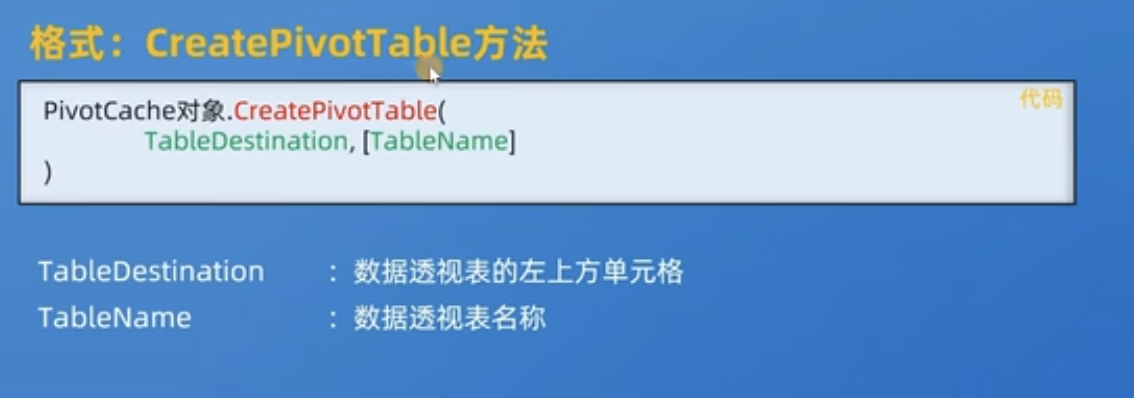 格式：CreatePivotTable方法
代码
PivotCache对象.CreatePivotTable(
TableDestination, [TableName]
)
TableDestination ：数据透视表的左上方单元格
TableName ：数据透视表名称